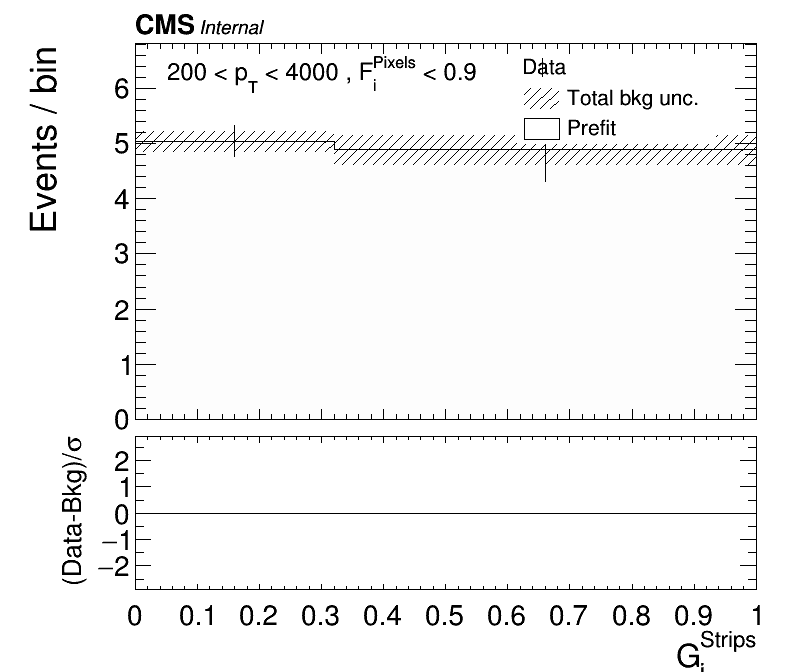 CMS Internal
200 < p_T < 4000 , F_i^Pixels < 0.9
Data
Total bkg unc.
Prefit
Events / bin
6
5
4
3
2
1
0
(Data-Bkg)/σ
2
1
0
−1
−2
0 0.1 0.2 0.3 0.4 0.5 0.6 0.7 0.8 0.9 1
G_i^Strips